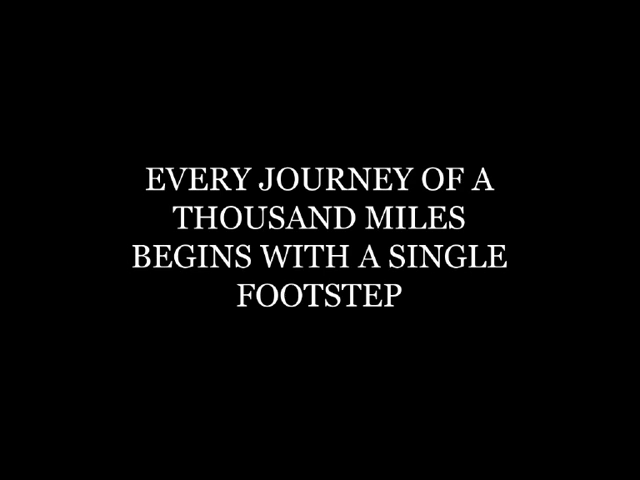 EVERY JOURNEY OF A
THOUSAND MILES
BEGINS WITH A SINGLE
FOOTSTEP